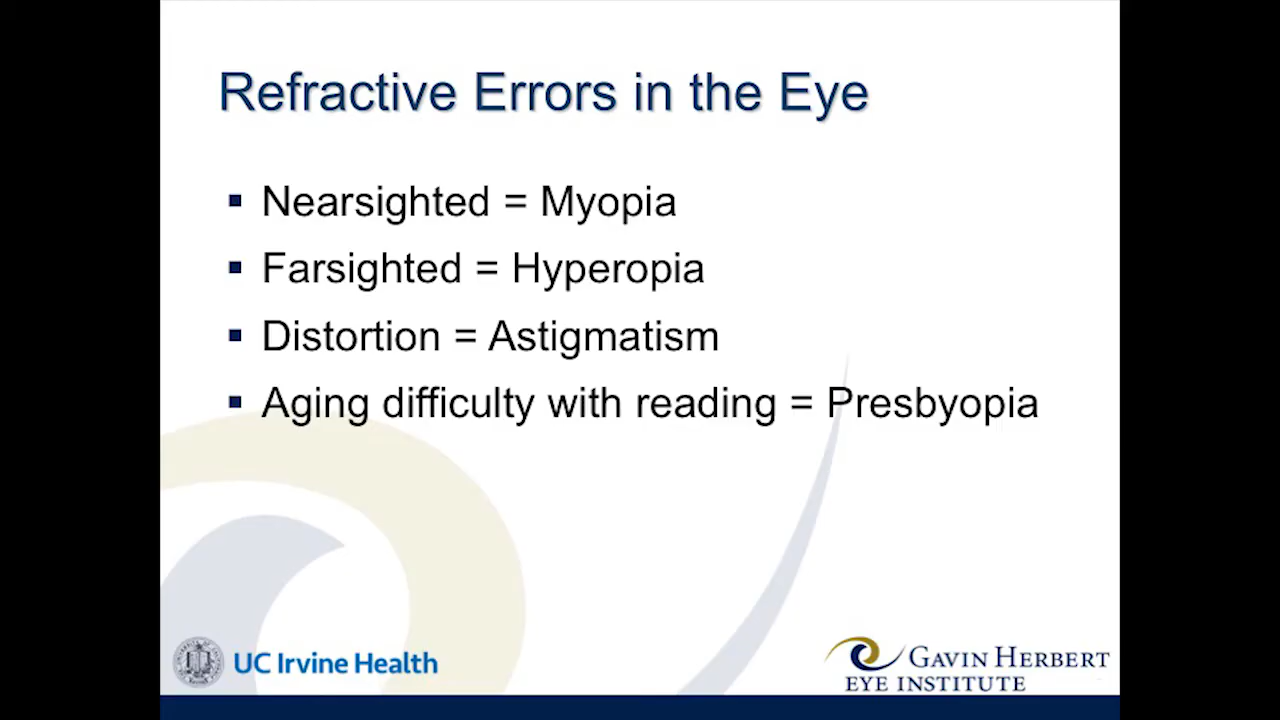 Refractive Errors in the Eye
▪ Nearsighted = Myopia
▪ Farsighted = Hyperopia
▪ Distortion = Astigmatism
▪ Aging difficulty with reading = Presbyopia
UC Irvine Health
GAVIN HERBERT
EYE INSTITUTE